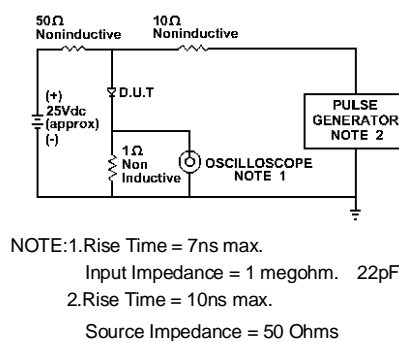 50Ω
Noninductive
10Ω
Noninductive
(+)
25Vdc
(approx)
(-)
D.U.T
PULSE
GENERATOR
NOTE 2
1Ω
Non
Inductive
OSCILLOSCOPE
NOTE 1
NOTE:1.Rise Time = 7ns max.
Input Impedance = 1 megohm. 22pF
2.Rise Time = 10ns max.
Source Impedance = 50 Ohms